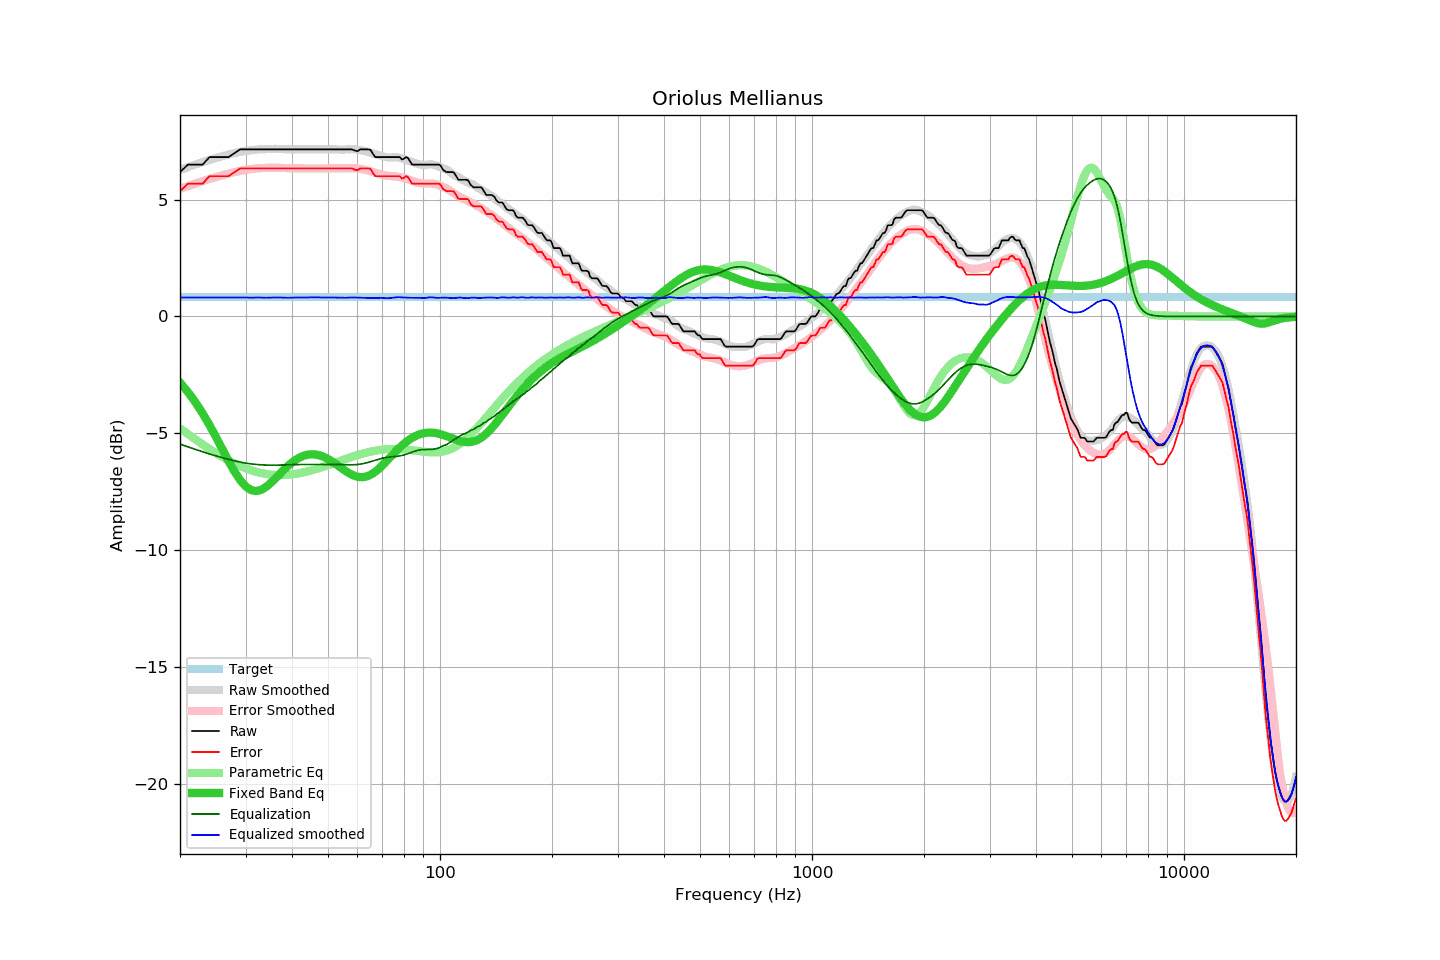 Oriolus Mellianus
Amplitude (dBr)
5
0
−5
−10
−15
−20
Target
Raw Smoothed
Error Smoothed
Raw
Error
Parametric Eq
Fixed Band Eq
Equalization
Equalized smoothed
100 1000 10000
Frequency (Hz)